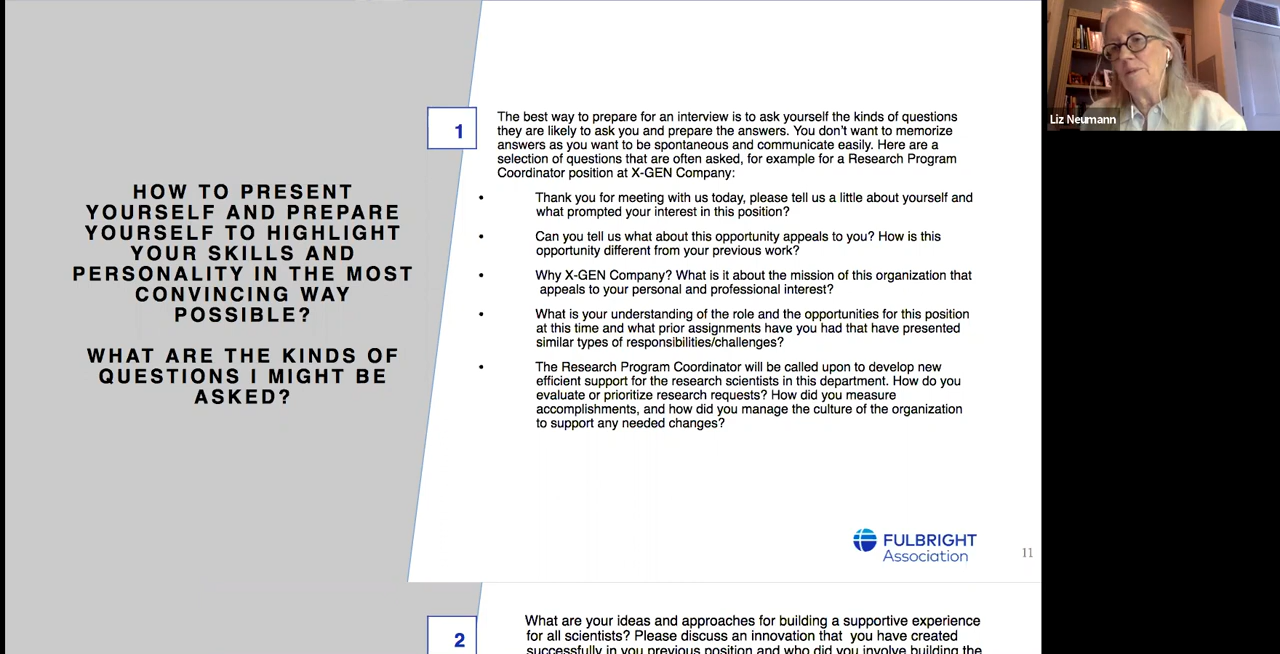 HOW TO PRESENT
YOURSELF AND PREPARE
YOURSELF TO HIGHLIGHT
YOUR SKILLS AND
PERSONALITY IN THE MOST
CONVINCING WAY
POSSIBLE?
WHAT ARE THE KINDS OF
QUESTIONS I MIGHT BE
ASKED?
1
The best way to prepare for an interview is to ask yourself the kinds of questions
they are likely to ask you and prepare the answers. You don't want to memorize
answers as you want to be spontaneous and communicate easily. Here are a
selection of questions that are often asked, for example for a Research Program
Coordinator position at X-GEN Company:
• Thank you for meeting with us today, please tell us a little about yourself and
what prompted your interest in this position?
• Can you tell us what about this opportunity appeals to you? How is this
opportunity different from your previous work?
• Why X-GEN Company? What is it about the mission of this organization that
appeals to your personal and professional interest?
• What is your understanding of the role and the opportunities for this position
at this time and what prior assignments have you had that have presented
similar types of responsibilities/challenges?
• The Research Program Coordinator will be called upon to develop new
efficient support for the research scientists in this department. How do you
evaluate or prioritize research requests? How did you measure
accomplishments, and how did you manage the culture of the organization
to support any needed changes?
FULBRIGHT
Association
11
2
What are your ideas and approaches for building a supportive experience
for all scientists? Please discuss an innovation that you have created
successfully in you previous position and who did you involve building the
Liz Neumann